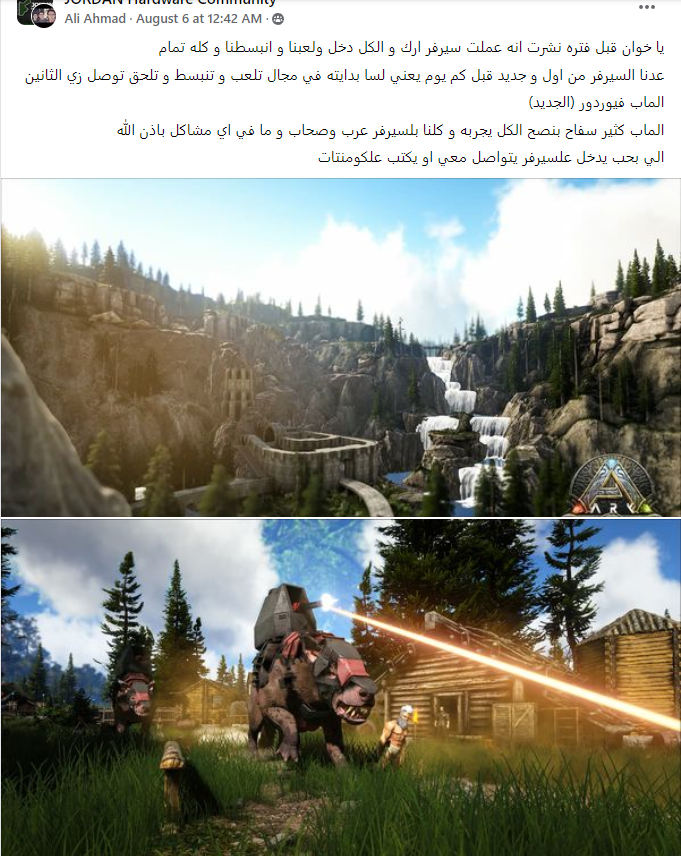 JORDAN Hardware Community
Ali Ahmad · August 6 at 12:42 AM ·
يا خوان قبل فتره نشرت انه عملت سيرفر ارك و الكل دخل ولعبنا و انبسطنا و كله تمام
عدنا السيرفر من اول و جديد قبل كم يوم يعني لسا بدايته في مجال تلعب و تنبسط و تلحق توصل زي الثانين
الماب فيوردور (الجديد)
الماب كثير سفاح بنصح الكل يجربه و كلنا بلسيرفر عرب وصحاب و ما في اي مشاكل باذن الله
الي بحب يدخل علسيرفر يتواصل معي او يكتب علكومنتات
ARK